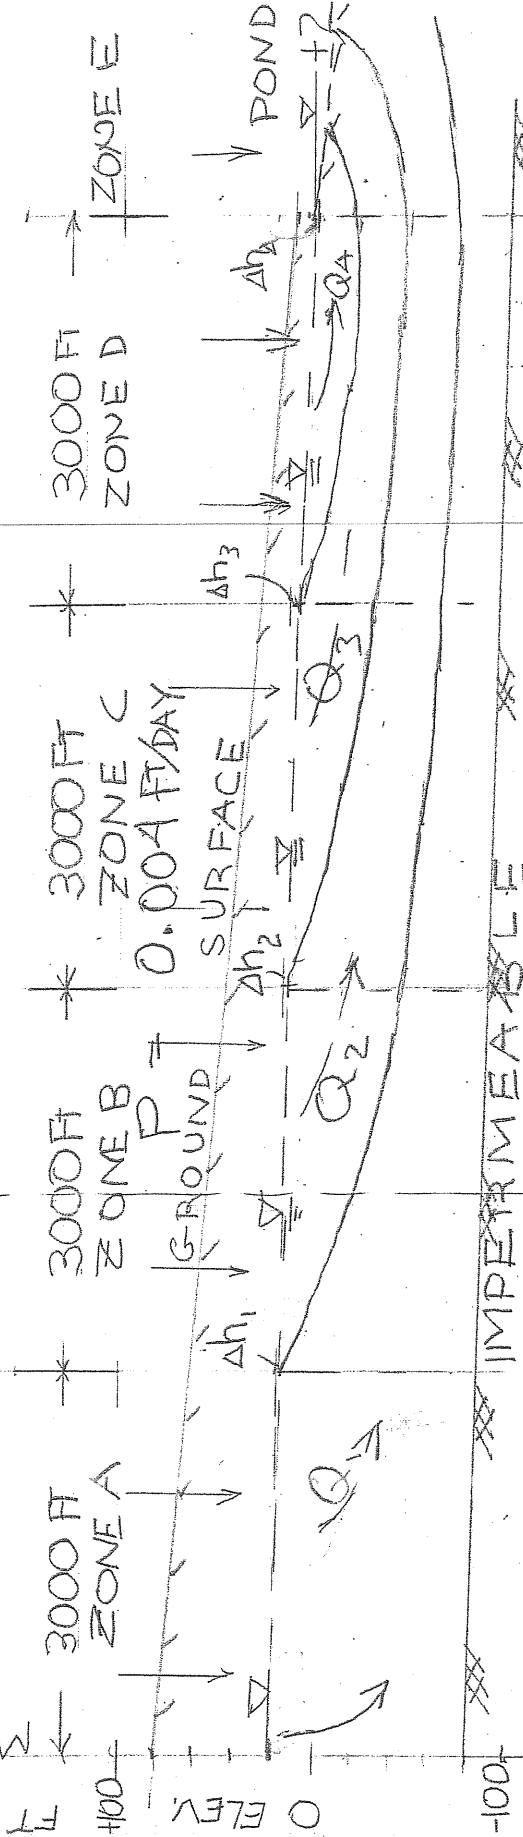 3000 FT
ZONE A
3000 FT
ZONE B
3000 FT
ZONE C
3000 FT
ZONE D
ZONE E
P = 0.004 FT/DAY
GROUND SURFACE
POND
+2
Δh1
Δh2
Δh3
Δh4
Q
Q2
Q3
Q4
FT
+100
0 ELEV.
-100
IMPERMEABLE